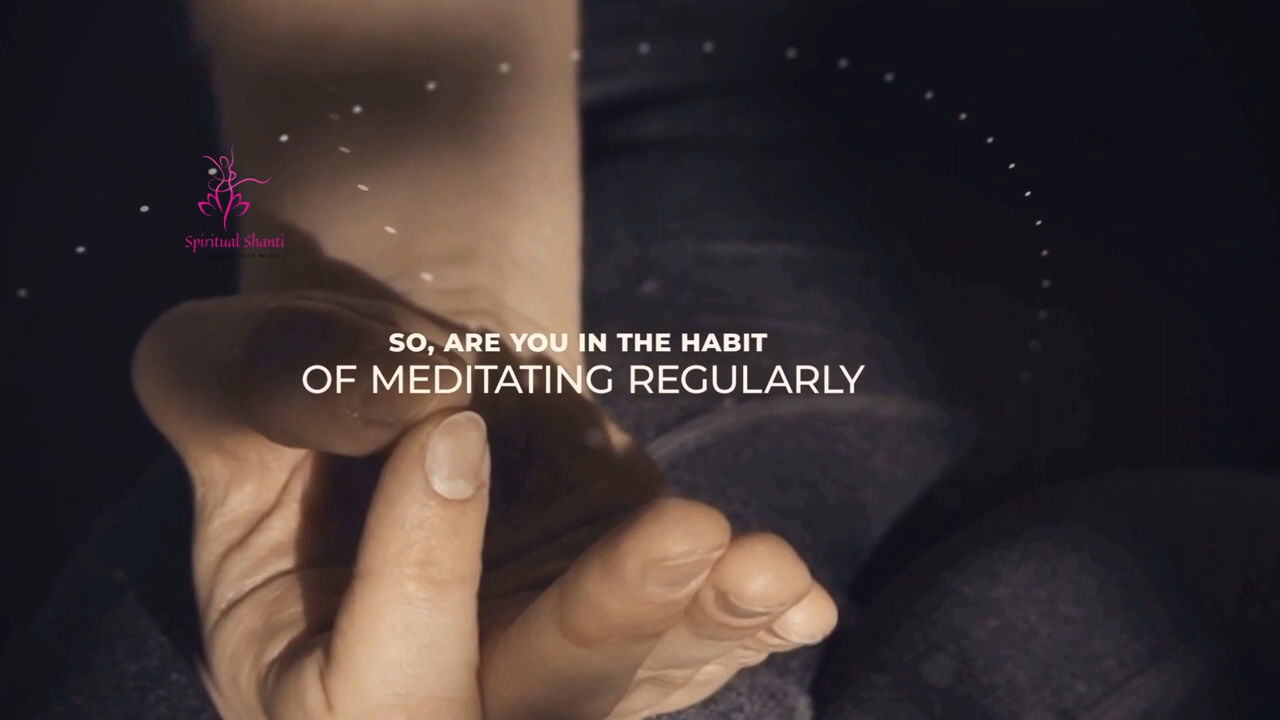 Spiritual Shanti
SO, ARE YOU IN THE HABIT
OF MEDITATING REGULARLY